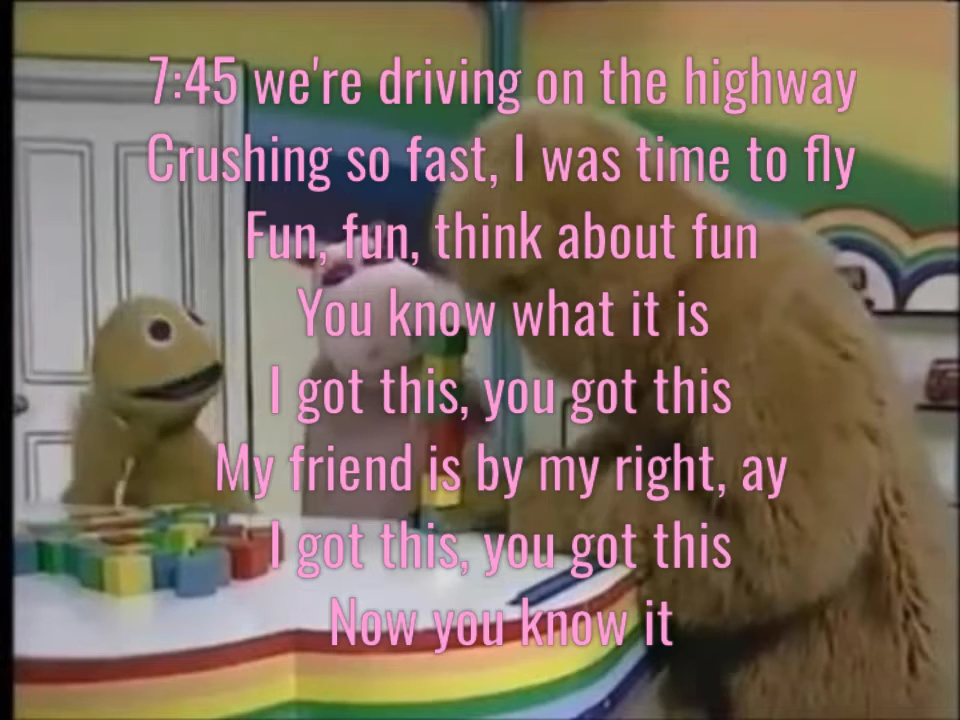 7:45 we're driving on the highway
Crushing so fast, I was time to fly
Fun, fun, think about fun
You know what it is
I got this, you got this
My friend is by my right, ay
I got this, you got this
Now you know it